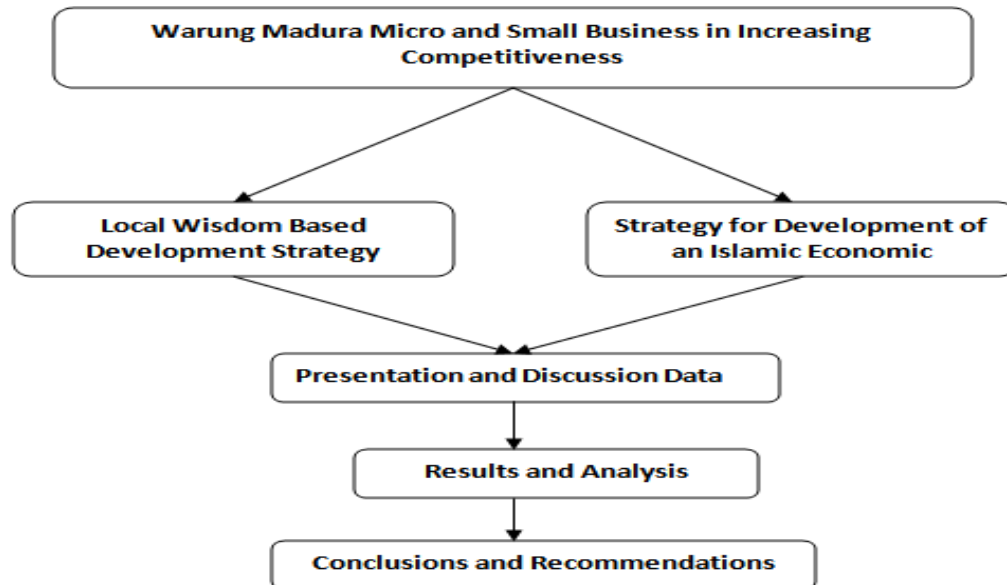 Warung Madura Micro and Small Business in Increasing
Competitiveness
Local Wisdom Based
Development Strategy
Strategy for Development of
an Islamic Economic
Presentation and Discussion Data
Results and Analysis
Conclusions and Recommendations